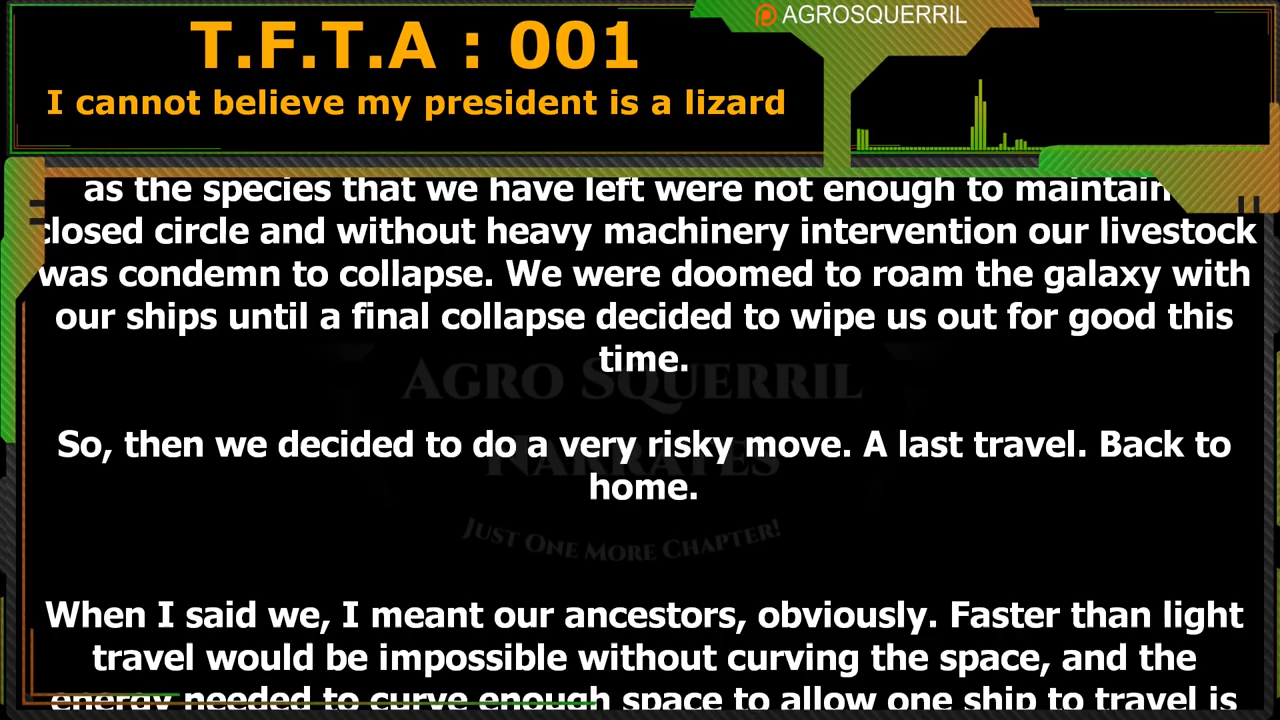 AGROSQUERRIL
T.F.T.A : 001
I cannot believe my president is a lizard
as the species that we have left were not enough to maintain
closed circle and without heavy machinery intervention our livestock
was condemn to collapse. We were doomed to roam the galaxy with
our ships until a final collapse decided to wipe us out for good this
time.
So, then we decided to do a very risky move. A last travel. Back to
home.
When I said we, I meant our ancestors, obviously. Faster than light
travel would be impossible without curving the space, and the
energy needed to curve enough space to allow one ship to travel is
Agro Squerril
Narrates
Just One More Chapter!